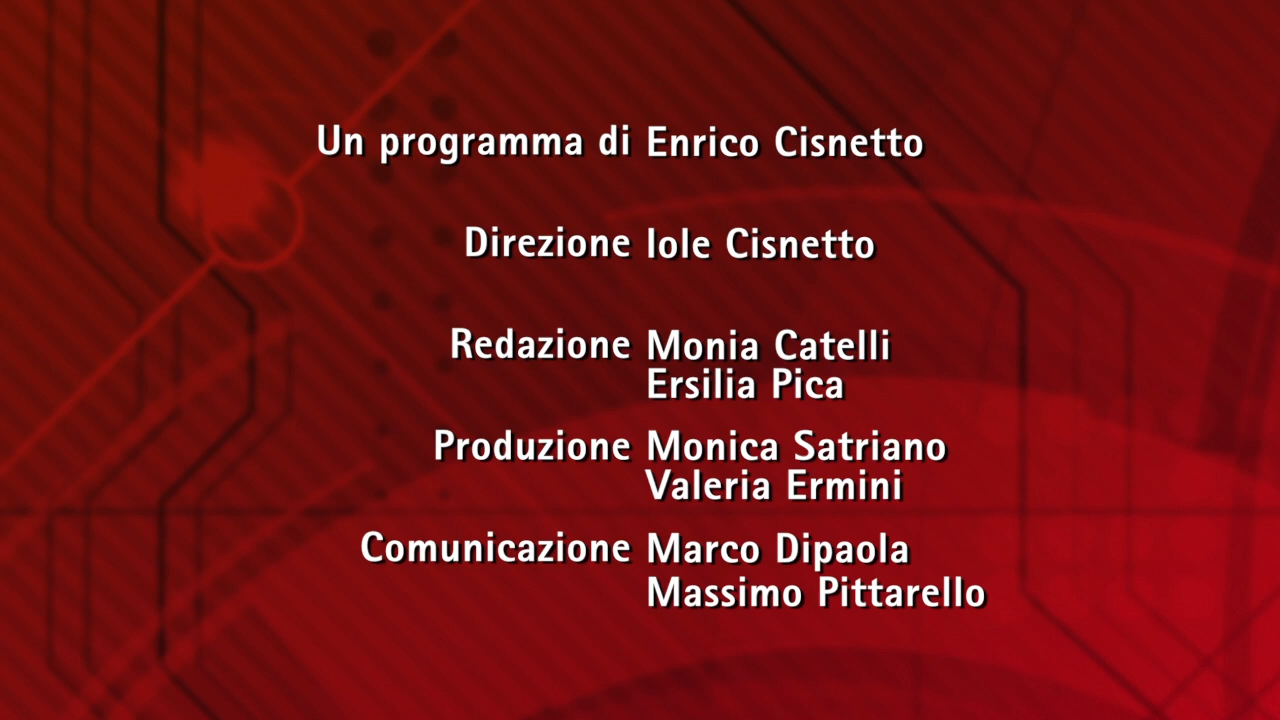 Un programma di Enrico Cisnetto
Direzione Iole Cisnetto
Redazione Monia Catelli
Ersilia Pica
Produzione Monica Satriano
Valeria Ermini
Comunicazione Marco Dipaola
Massimo Pittarello